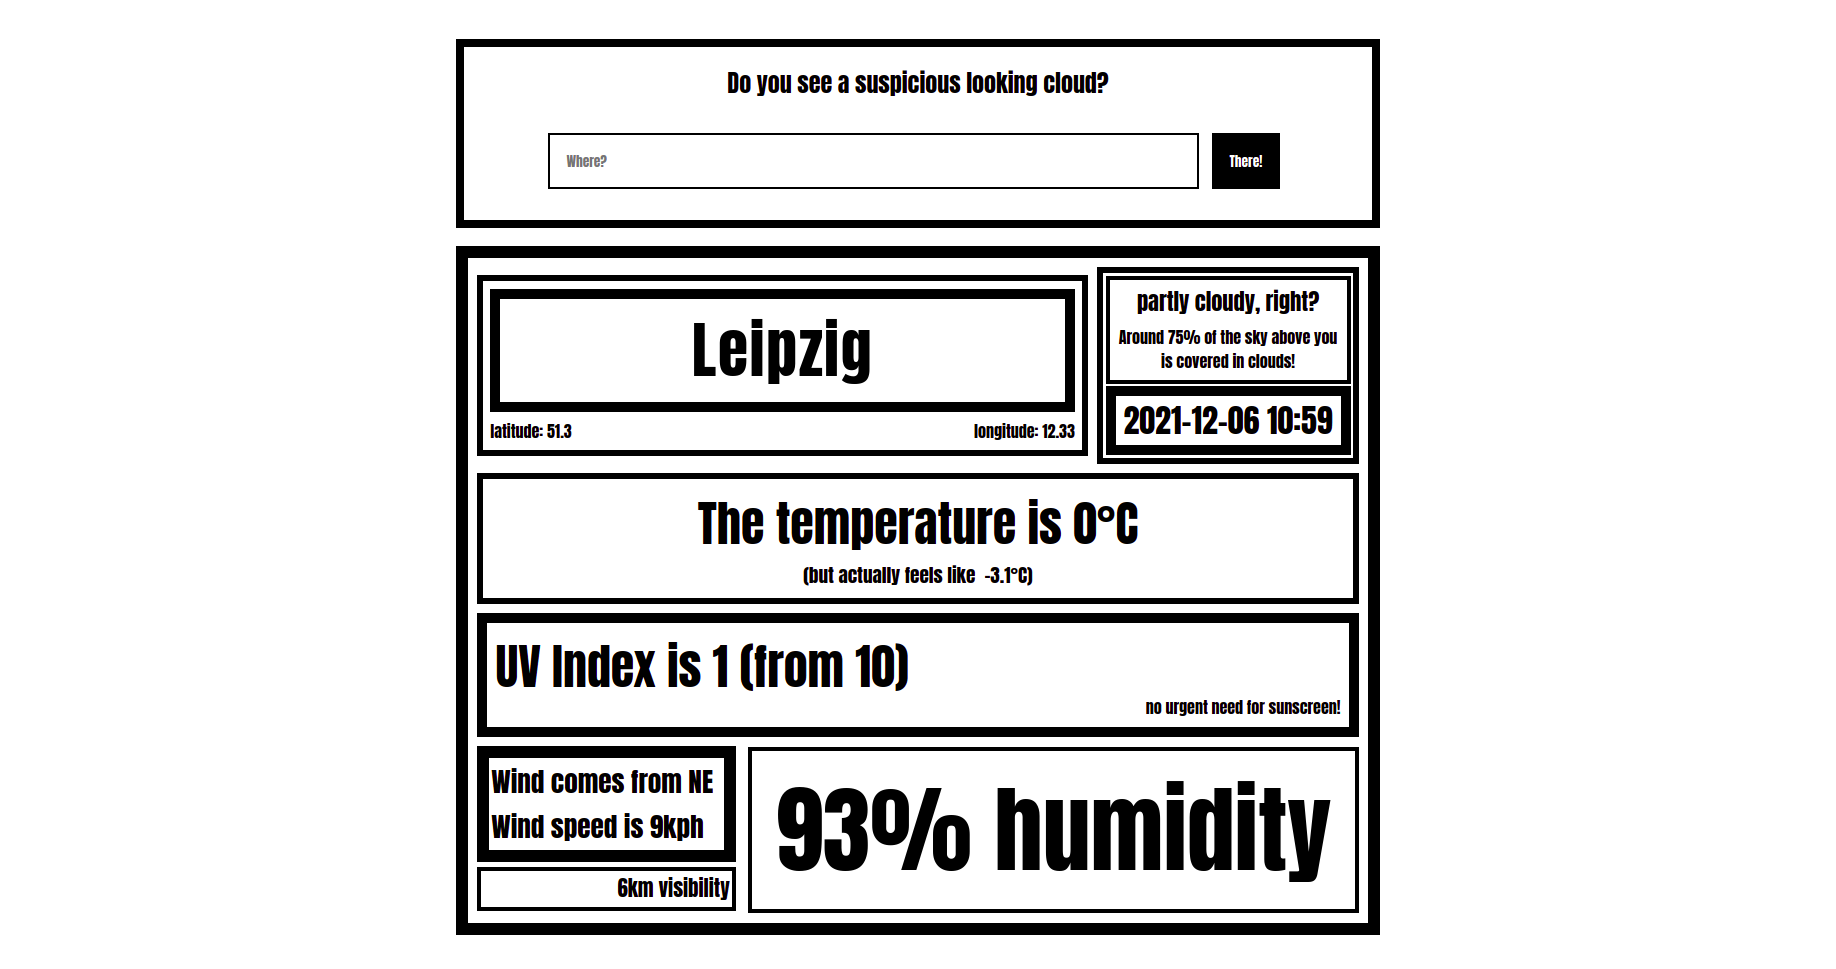 Do you see a suspicious looking cloud?
Where?
There!
Leipzig
latitude: 51.3
longitude: 12.33
partly cloudy, right?
Around 75% of the sky above you
is covered in clouds!
2021-12-06 10:59
The temperature is 0°C
(but actually feels like -3.1°C)
UV Index is 1 (from 10)
no urgent need for sunscreen!
Wind comes from NE
Wind speed is 9kph
6km visibility
93% humidity